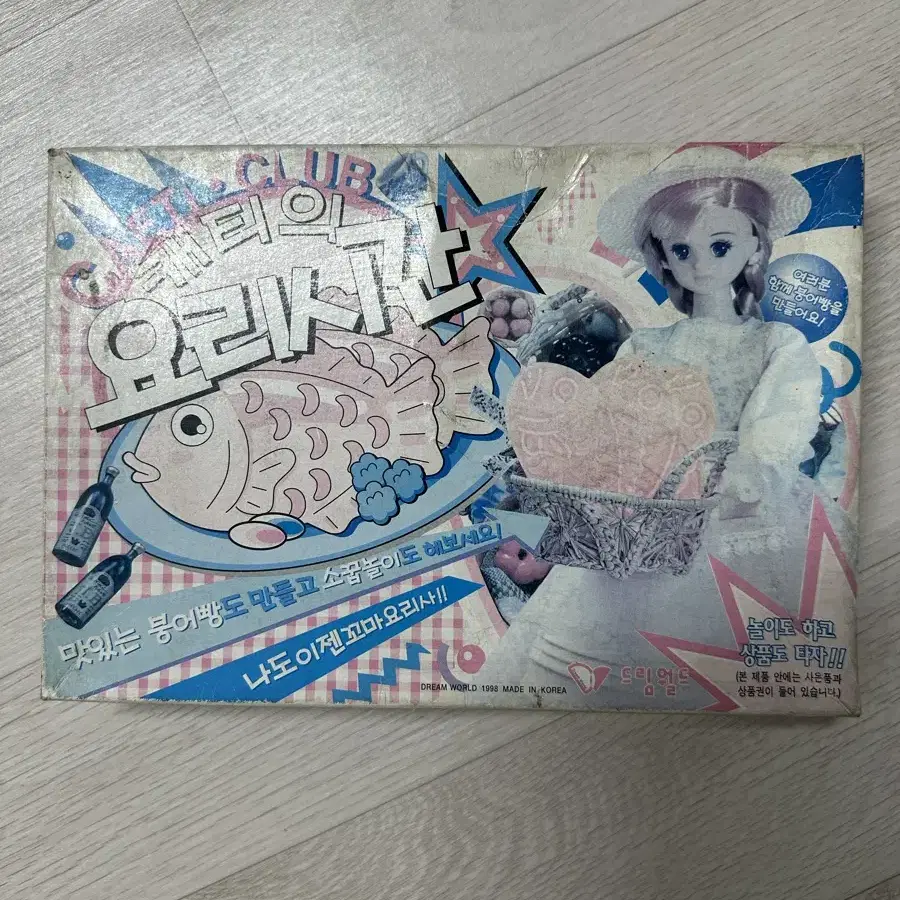 CLUB
캐티의
요리시간
여러분
함께 붕어빵을
만들어요!
맛있는 붕어빵도 만들고 소꿉놀이도 해보세요!
나도 이젠 꼬마요리사!!
놀이도 하고
상품도 타자!!
(본 제품 안에는 사은품과
상품권이 들어 있습니다.)
드림월드
DREAM WORLD 1998 MADE IN KOREA